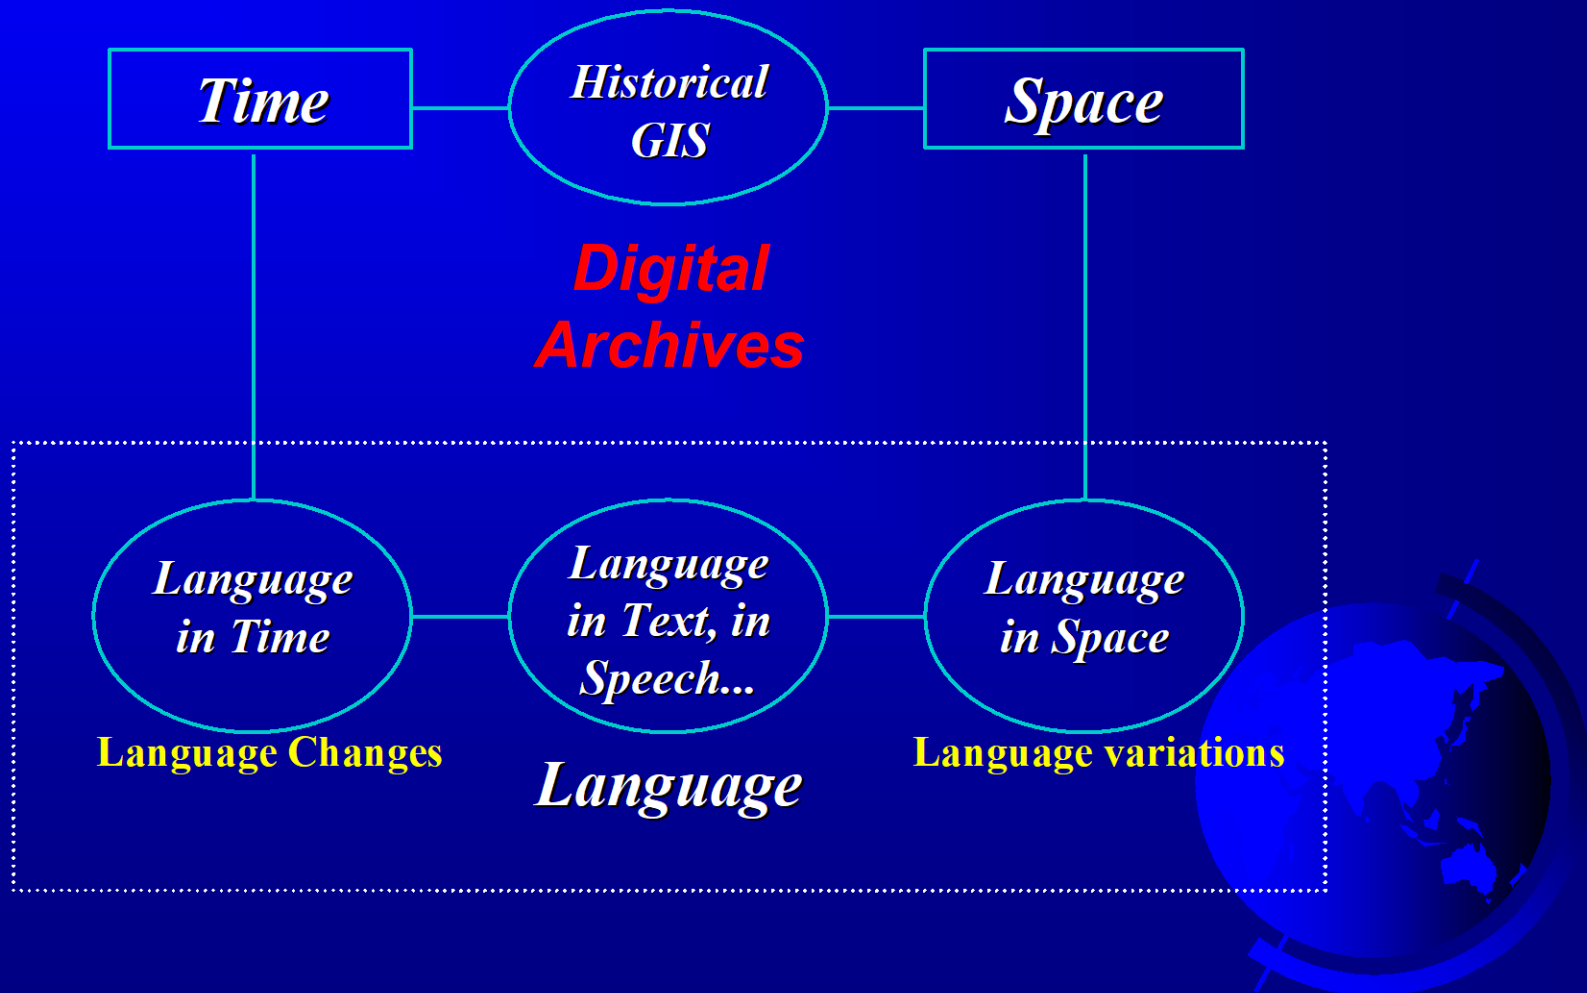 Time
Historical
GIS
Space
Digital
Archives
Language
in Time
Language
in Text, in
Speech...
Language
in Space
Language Changes
Language variations
Language